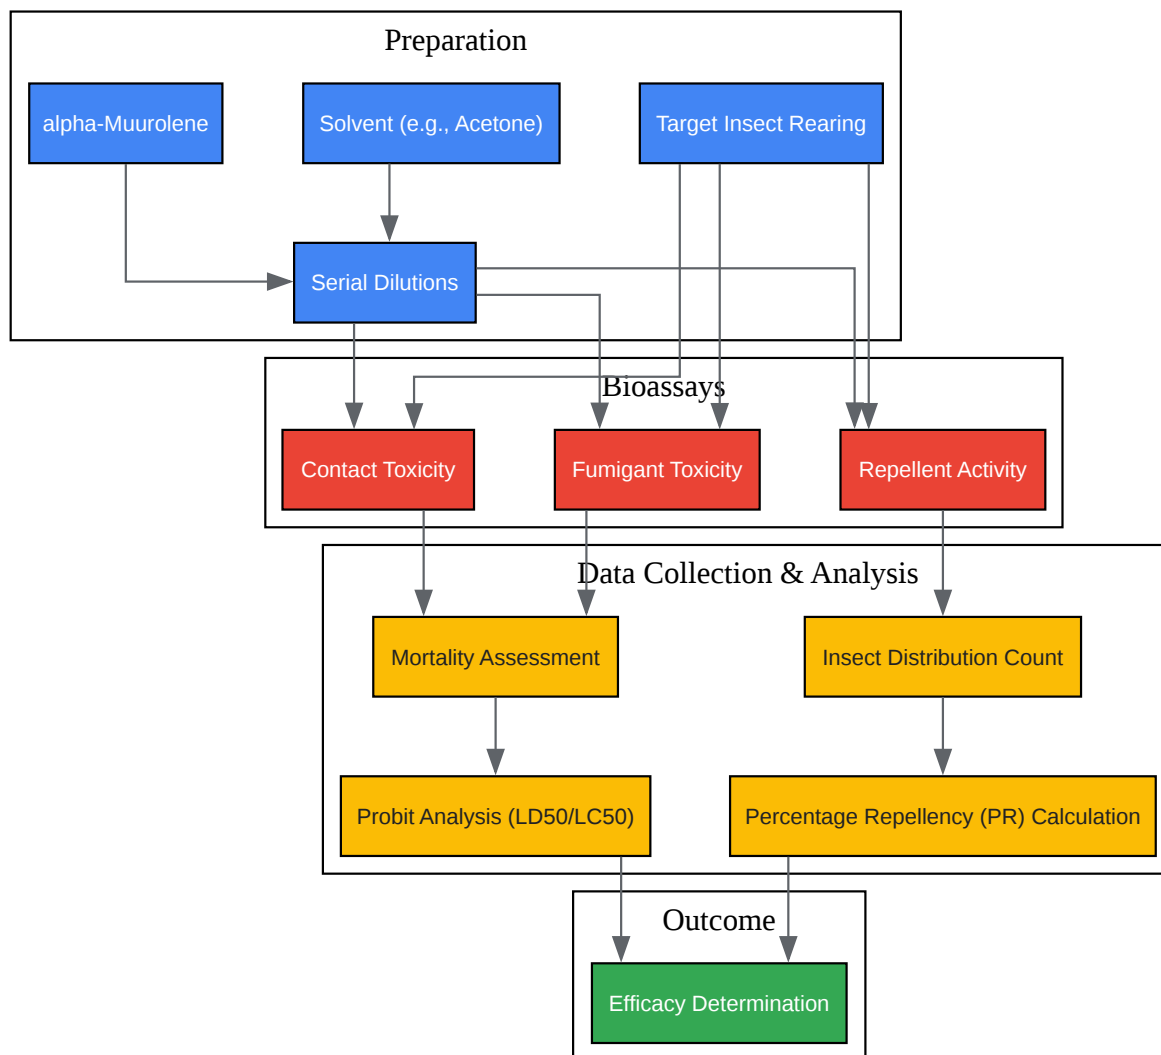 Preparation
alpha-Muurolene
Solvent (e.g., Acetone)
Target Insect Rearing
Serial Dilutions
Bioassays
Contact Toxicity
Fumigant Toxicity
Repellent Activity
Data Collection & Analysis
Mortality Assessment
Insect Distribution Count
Probit Analysis (LD50/LC50)
Percentage Repellency (PR) Calculation
Outcome
Efficacy Determination